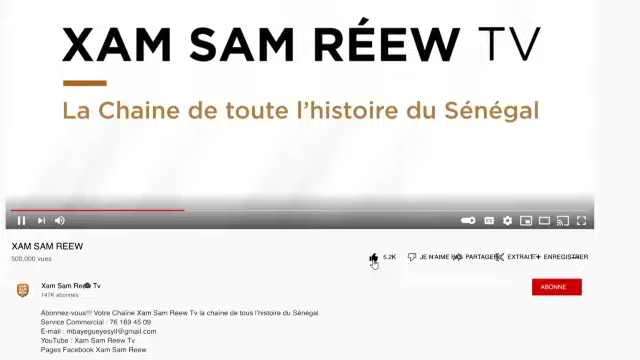 XAM SAM RÉEW TV
La Chaine de toute l'histoire du Sénégal
XAM SAM REEW
500,000 vues
5,2K JE N'AIME PAS PARTAGER EXTRAIT ENREGISTRER
Xam Sam Reew Tv
147K abonnes
ABONNE
Abonnez-vous!!! Votre Chaine Xam Sam Reew Tv la chaine de tous l'histoire du Sénégal
Service Commercial : 76 169 45 09
E-mail : mbayegueyesyll@gmail.com
YouTube : Xam Sam Reew Tv
Pages Facebook Xam Sam Reew